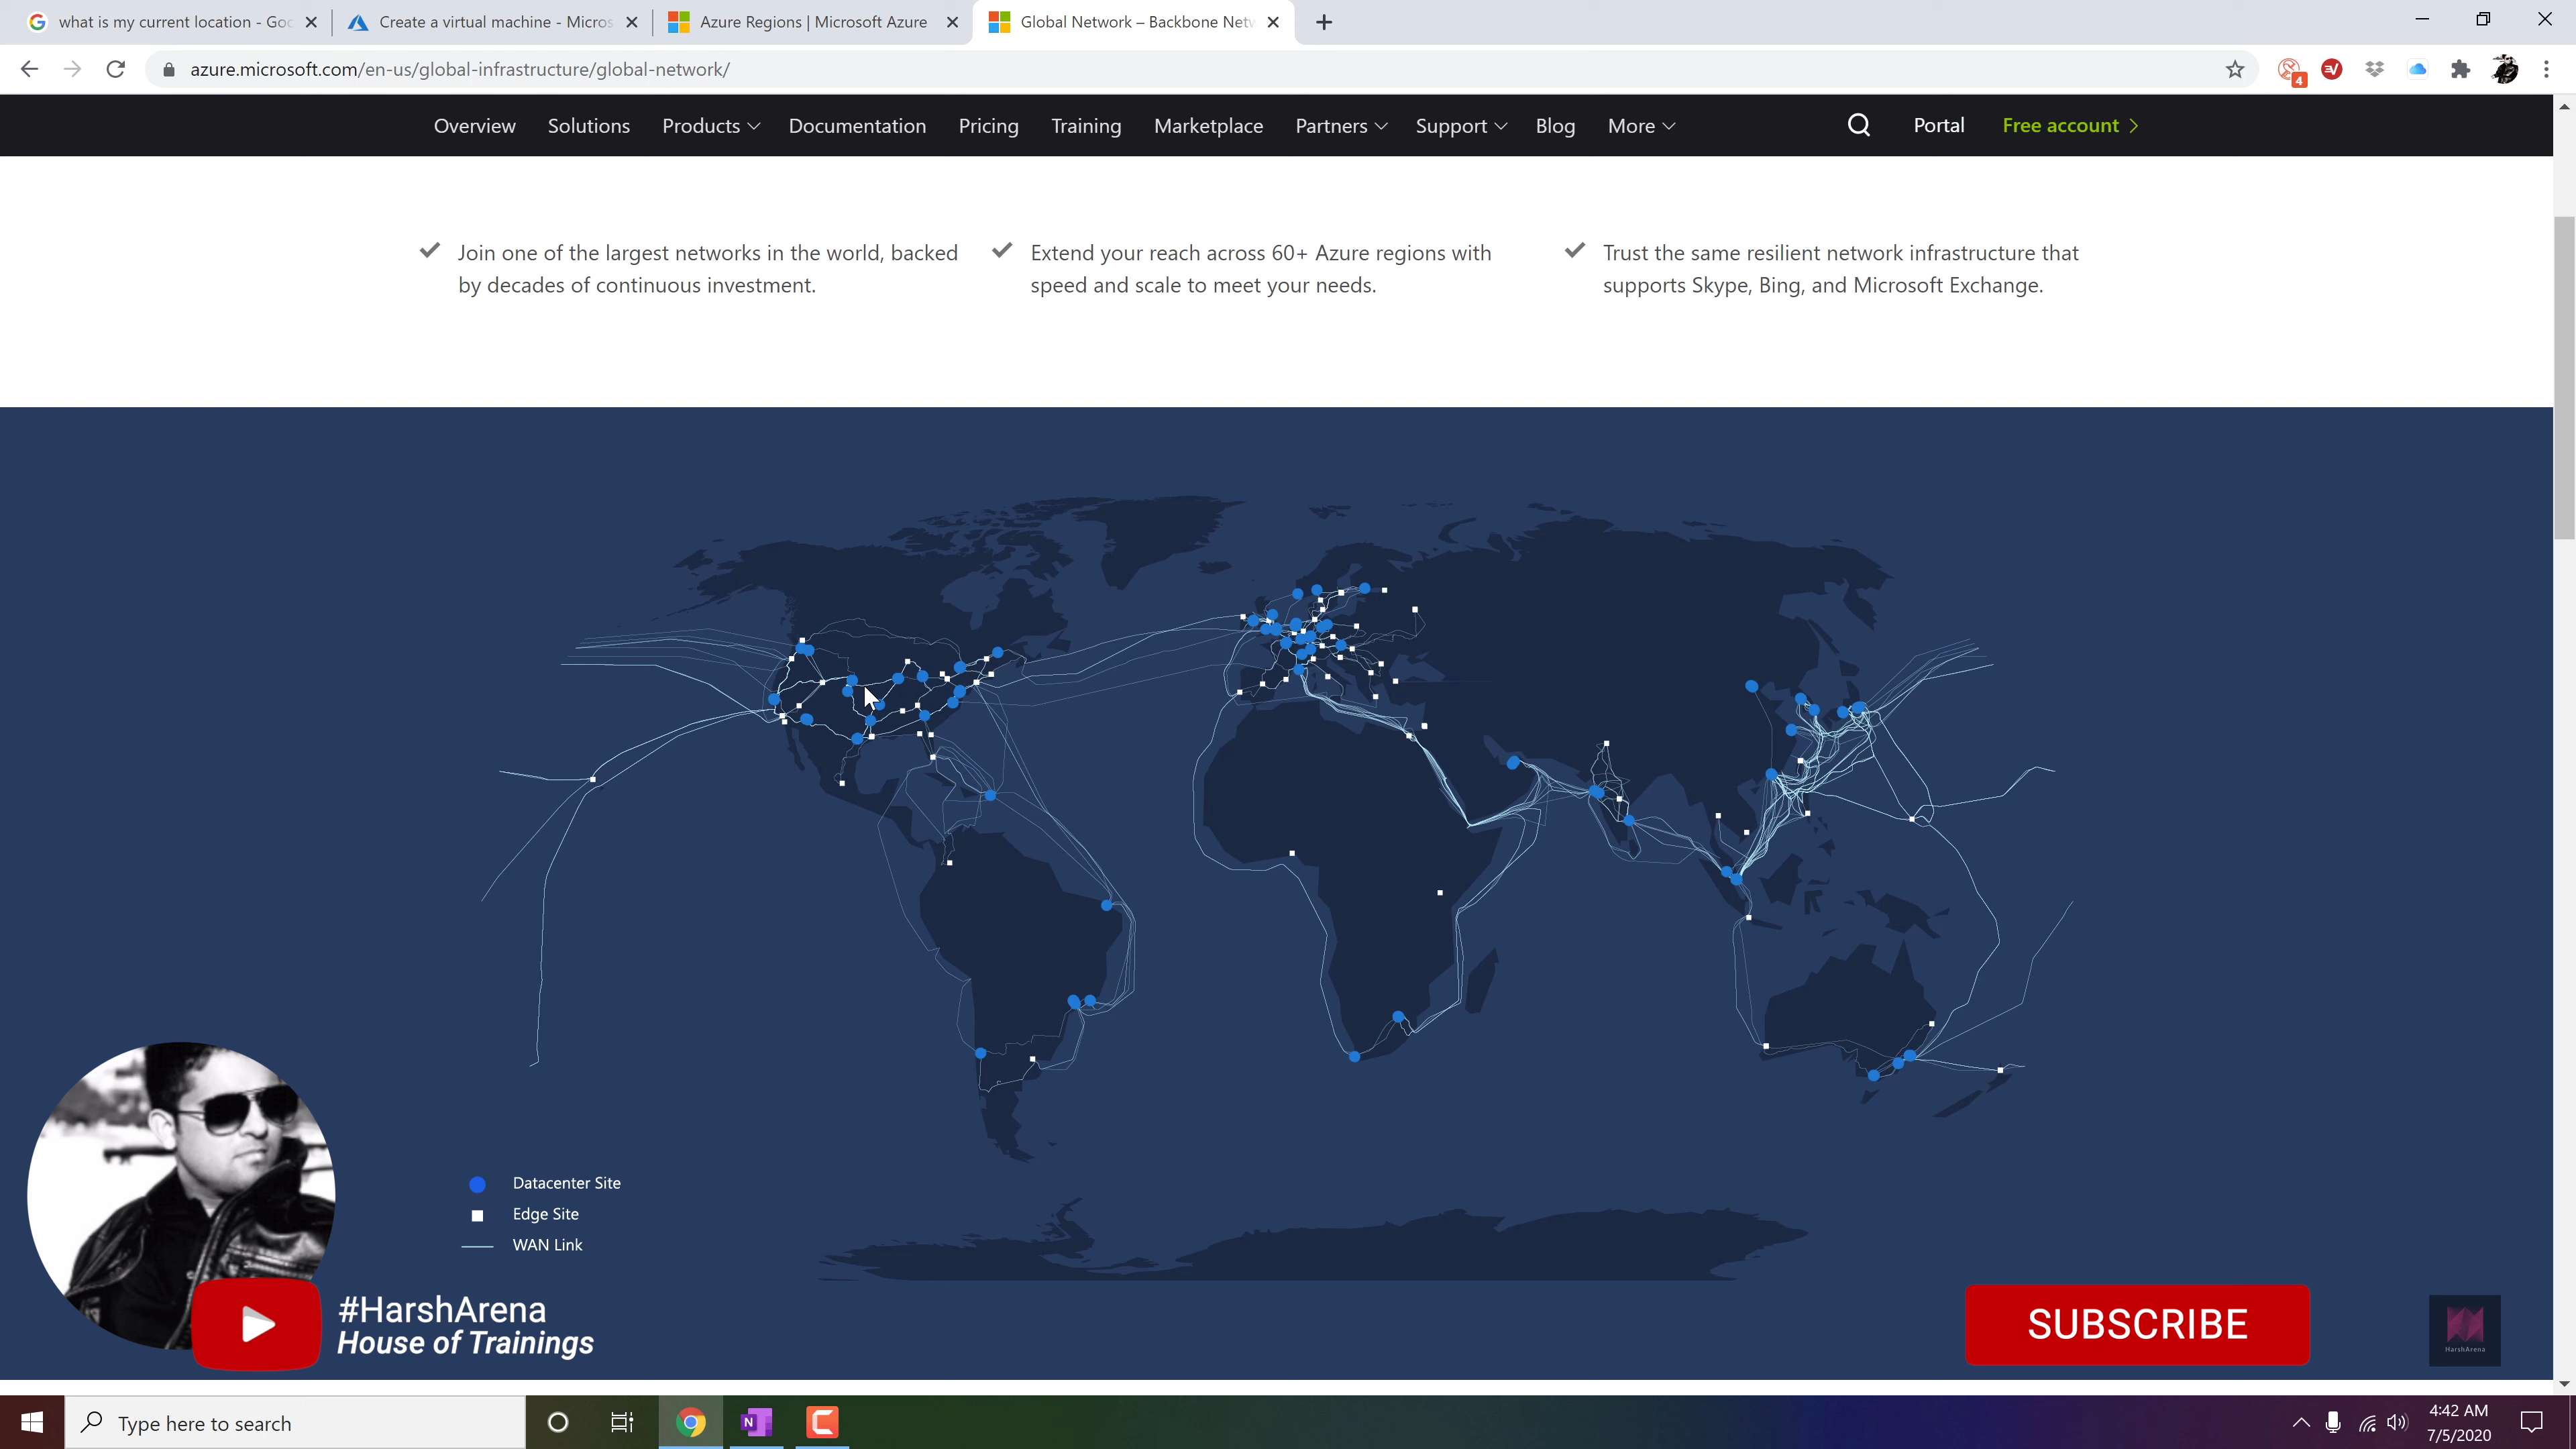 what is my current location - Goo
Create a virtual machine - Micros
Azure Regions | Microsoft Azure
Global Network – Backbone Netw
azure.microsoft.com/en-us/global-infrastructure/global-network/
4
Overview Solutions Products Documentation Pricing Training Marketplace Partners Support Blog More Portal Free account
Join one of the largest networks in the world, backed
by decades of continuous investment.
Extend your reach across 60+ Azure regions with
speed and scale to meet your needs.
Trust the same resilient network infrastructure that
supports Skype, Bing, and Microsoft Exchange.
Datacenter Site
Edge Site
WAN Link
#HarshArena
House of Trainings
SUBSCRIBE
HarshArena
Type here to search
N
4:42 AM
7/5/2020